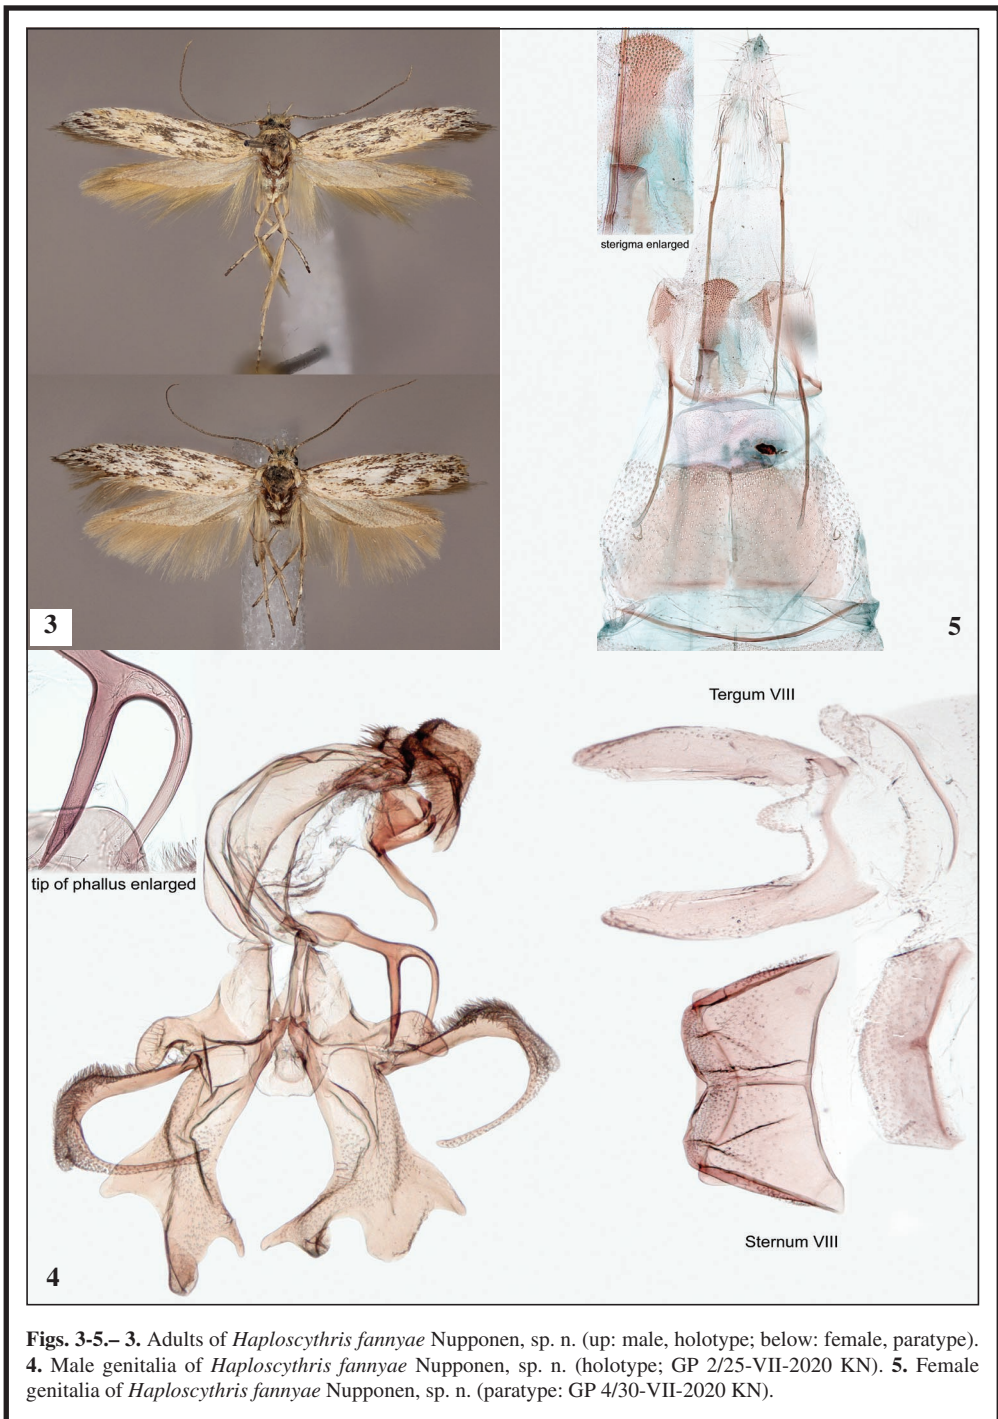 sterigma enlarged
3
5
Tergum VIII
tip of phallus enlarged
Sternum VIII
4
Figs. 3-5.– 3. Adults of Haploscythris fannyae Nupponen, sp. n. (up: male, holotype; below: female, paratype).
4. Male genitalia of Haploscythris fannyae Nupponen, sp. n. (holotype; GP 2/25-VII-2020 KN). 5. Female
genitalia of Haploscythris fannyae Nupponen, sp. n. (paratype: GP 4/30-VII-2020 KN).